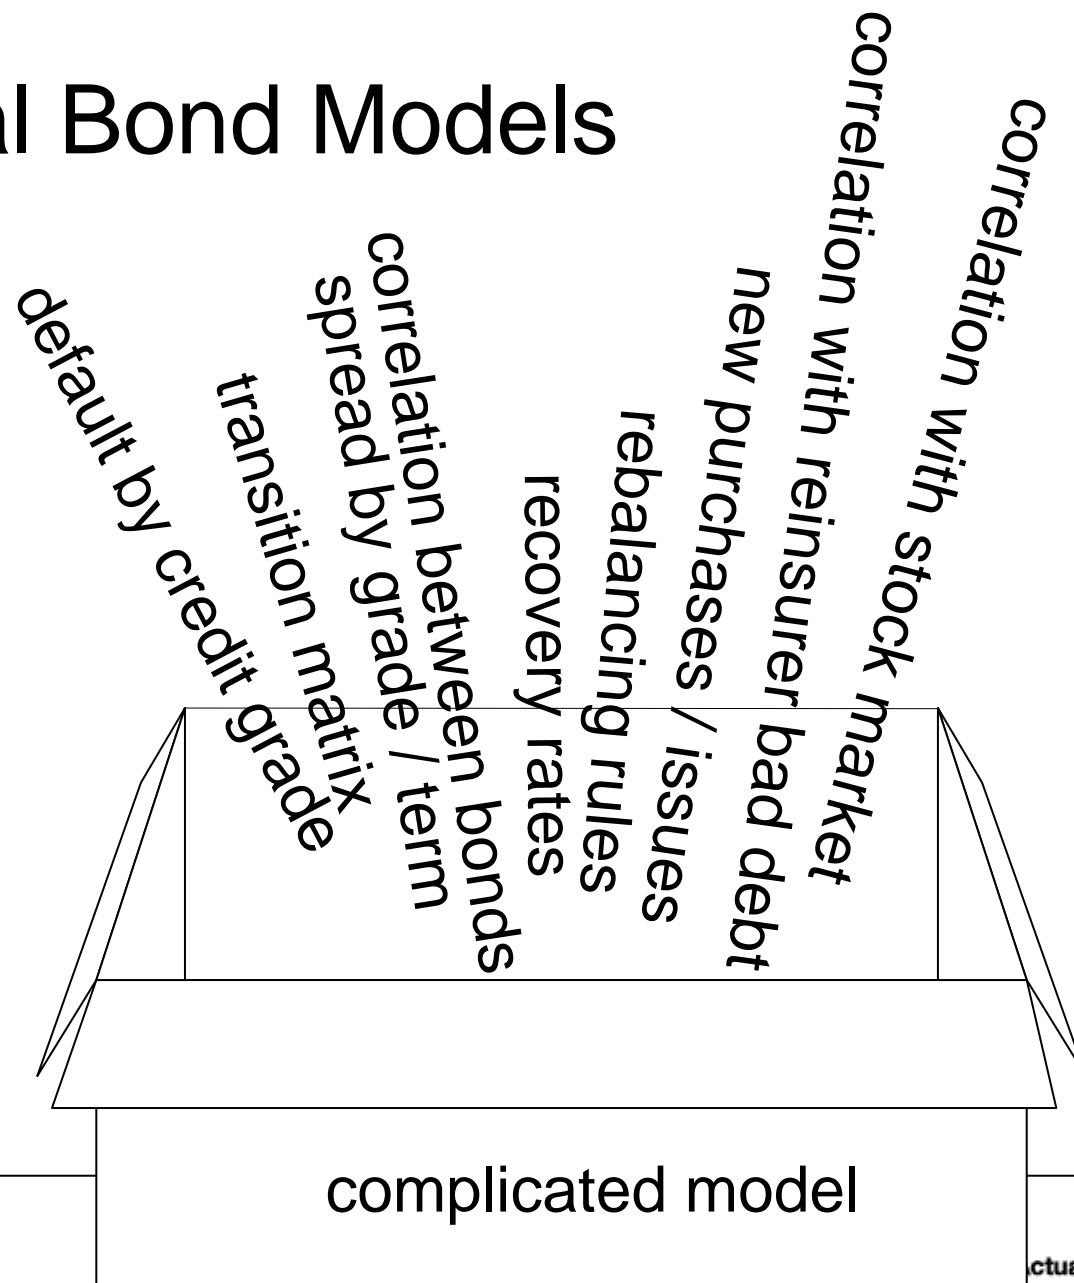 al Bond Models
default by credit grade
transition matrix
spread by grade / term
correlation between bonds
recovery rates
rebalancing rules
new purchases / issues
correlation with reinsurer bad debt
correlation with stock market
complicated model